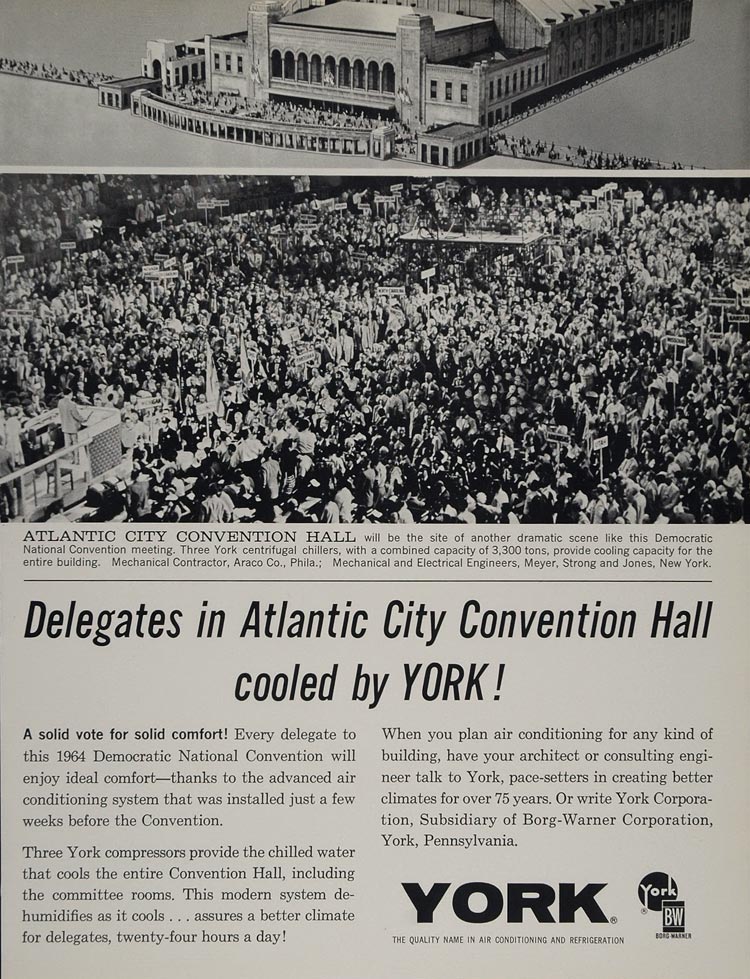 NORTH CAROLINA
UTAH
ATLANTIC CITY CONVENTION HALL will be the site of another dramatic scene like this Democratic
National Convention meeting. Three York centrifugal chillers, with a combined capacity of 3,300 tons, provide cooling capacity for the
entire building. Mechanical Contractor, Araco Co., Phila.; Mechanical and Electrical Engineers, Meyer, Strong and Jones, New York.
Delegates in Atlantic City Convention Hall
cooled by YORK!
A solid vote for solid comfort! Every delegate to
this 1964 Democratic National Convention will
enjoy ideal comfort—thanks to the advanced air
conditioning system that was installed just a few
weeks before the Convention.
Three York compressors provide the chilled water
that cools the entire Convention Hall, including
the committee rooms. This modern system de-
humidifies as it cools . . . assures a better climate
for delegates, twenty-four hours a day!
When you plan air conditioning for any kind of
building, have your architect or consulting engi-
neer talk to York, pace-setters in creating better
climates for over 75 years. Or write York Corpora-
tion, Subsidiary of Borg-Warner Corporation,
York, Pennsylvania.
YORK®
THE QUALITY NAME IN AIR CONDITIONING AND REFRIGERATION
York
®
BW
BORG-WARNER